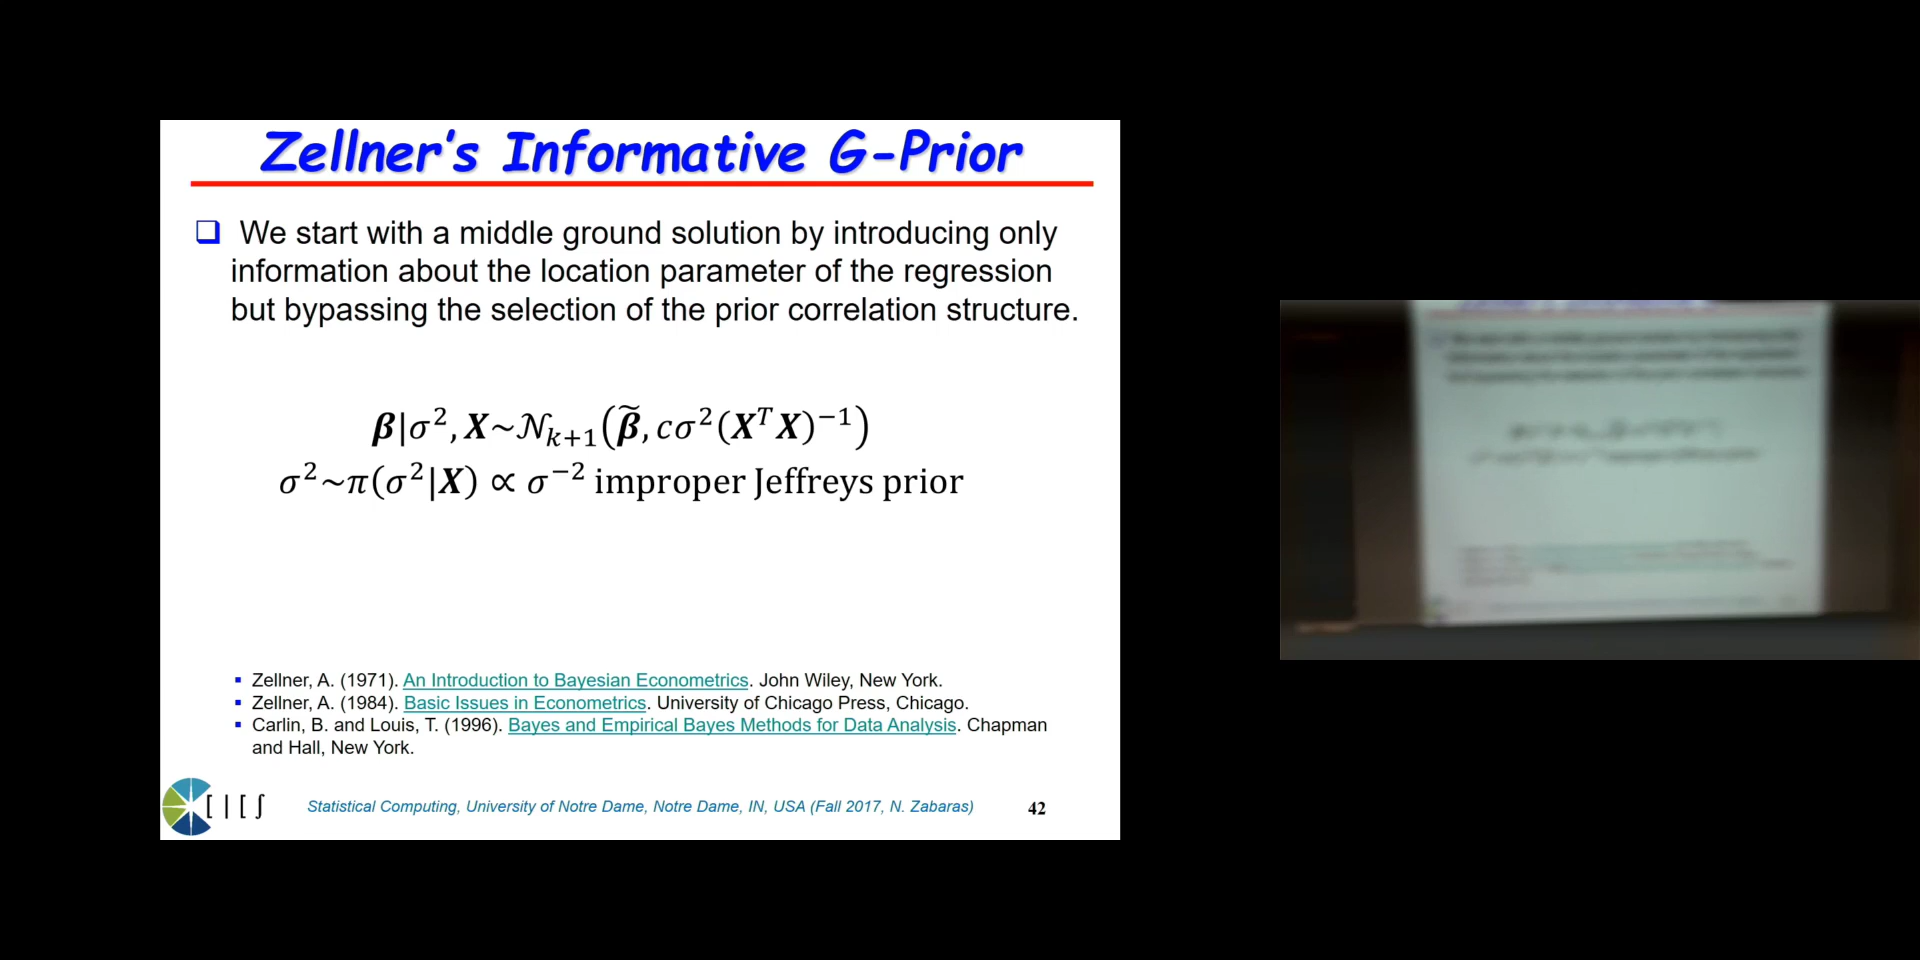 Zellner's Informative G-Prior
❑ We start with a middle ground solution by introducing only
information about the location parameter of the regression
but bypassing the selection of the prior correlation structure.
𝜷|σ², 𝑿~𝒩ₖ₊₁(𝜷̃, cσ²(𝑿ᵀ𝑿)⁻¹)
σ²~π(σ²|𝑿) ∝ σ⁻² improper Jeffreys prior
▪ Zellner, A. (1971). An Introduction to Bayesian Econometrics. John Wiley, New York.
▪ Zellner, A. (1984). Basic Issues in Econometrics. University of Chicago Press, Chicago.
▪ Carlin, B. and Louis, T. (1996). Bayes and Empirical Bayes Methods for Data Analysis. Chapman
and Hall, New York.
Statistical Computing, University of Notre Dame, Notre Dame, IN, USA (Fall 2017, N. Zabaras)
42